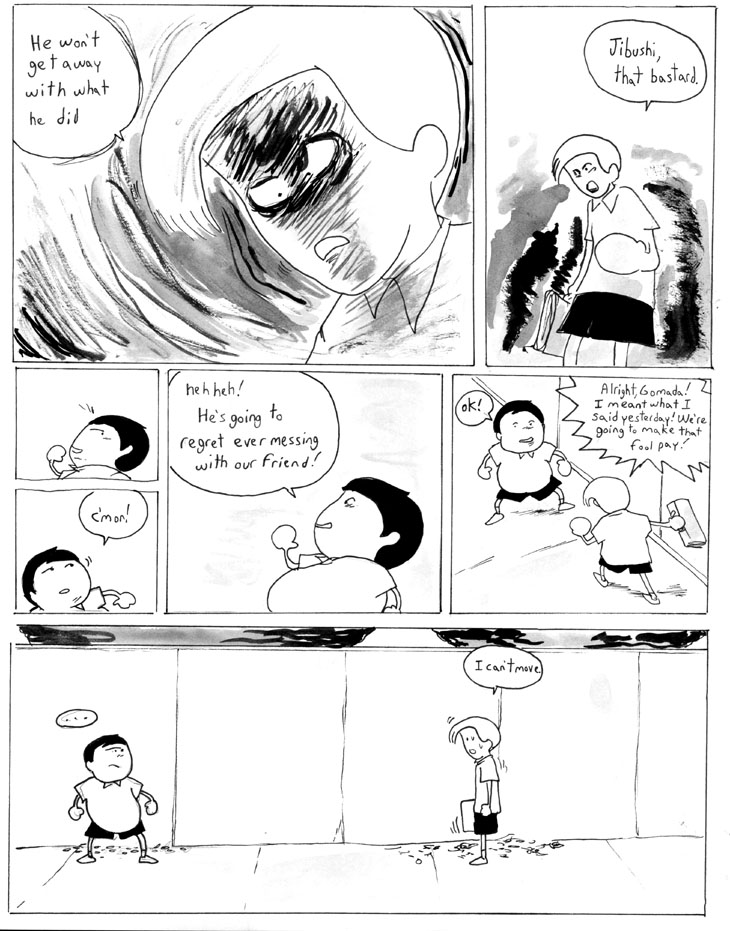 Jibushi,
that bastard.
He won't
get away
with what
he did
Alright, Gomada!
I meant what I
said yesterday! We're
going to make that
fool pay!
ok!
heh heh!
He's going to
regret ever messing
with our friend!
c'mon!
I can't move.
...